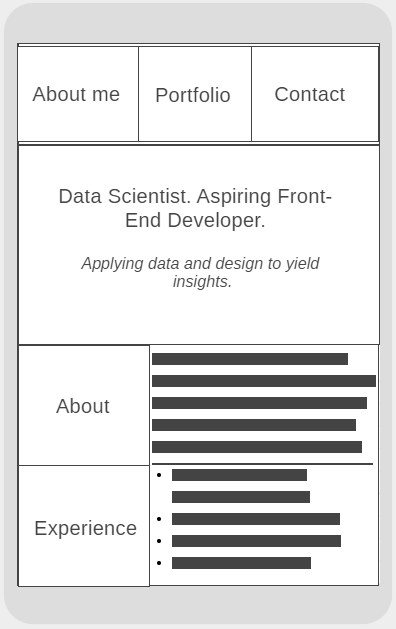 About me
Portfolio
Contact
Data Scientist. Aspiring Front-
End Developer.
Applying data and design to yield
insights.
About
Experience